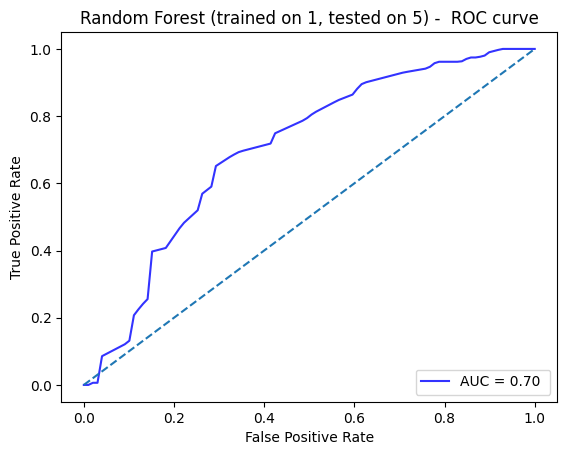 Random Forest (trained on 1, tested on 5) -  ROC curve
True Positive Rate
1.0
0.8
0.6
0.4
0.2
0.0
AUC = 0.70
0.0 0.2 0.4 0.6 0.8 1.0
False Positive Rate